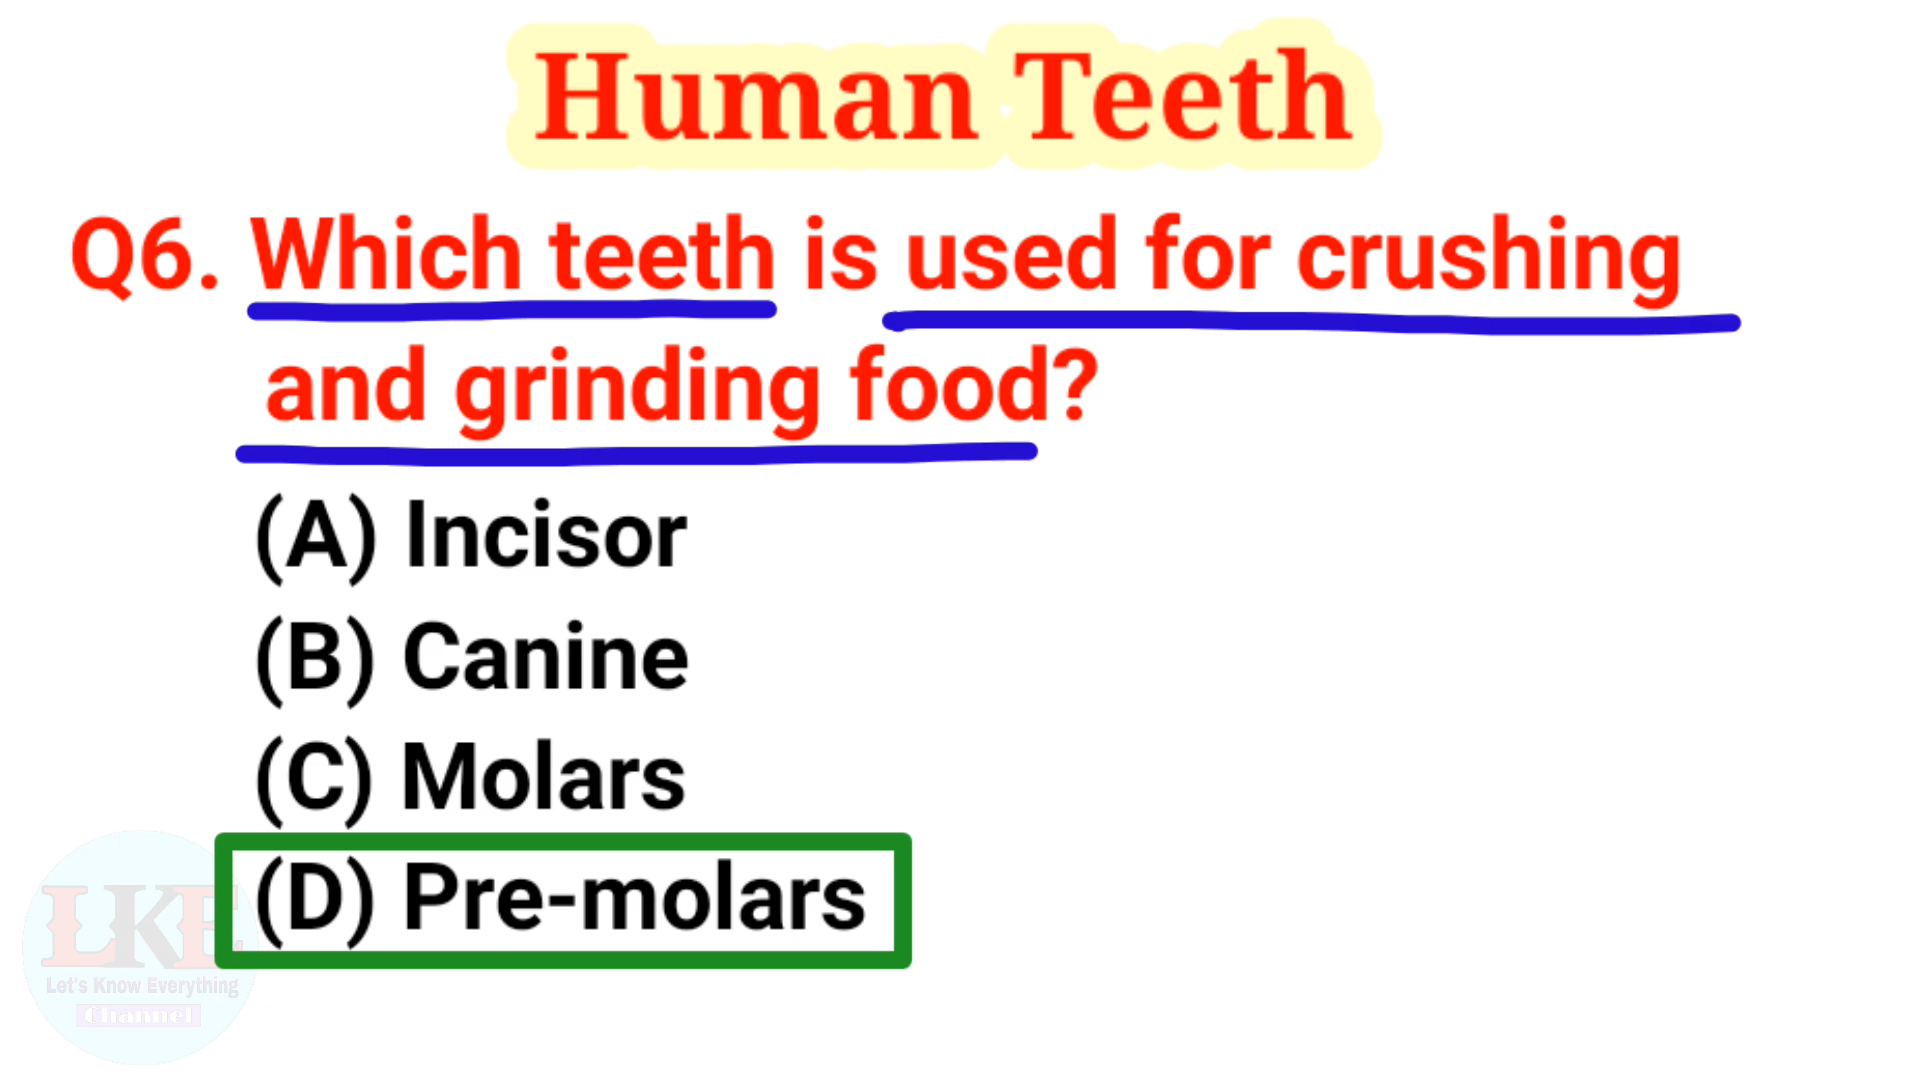 Human Teeth
Q6. Which teeth is used for crushing
and grinding food?
(A) Incisor
(B) Canine
(C) Molars
(D) Pre-molars
LKE
Let's Know Everything
Channel